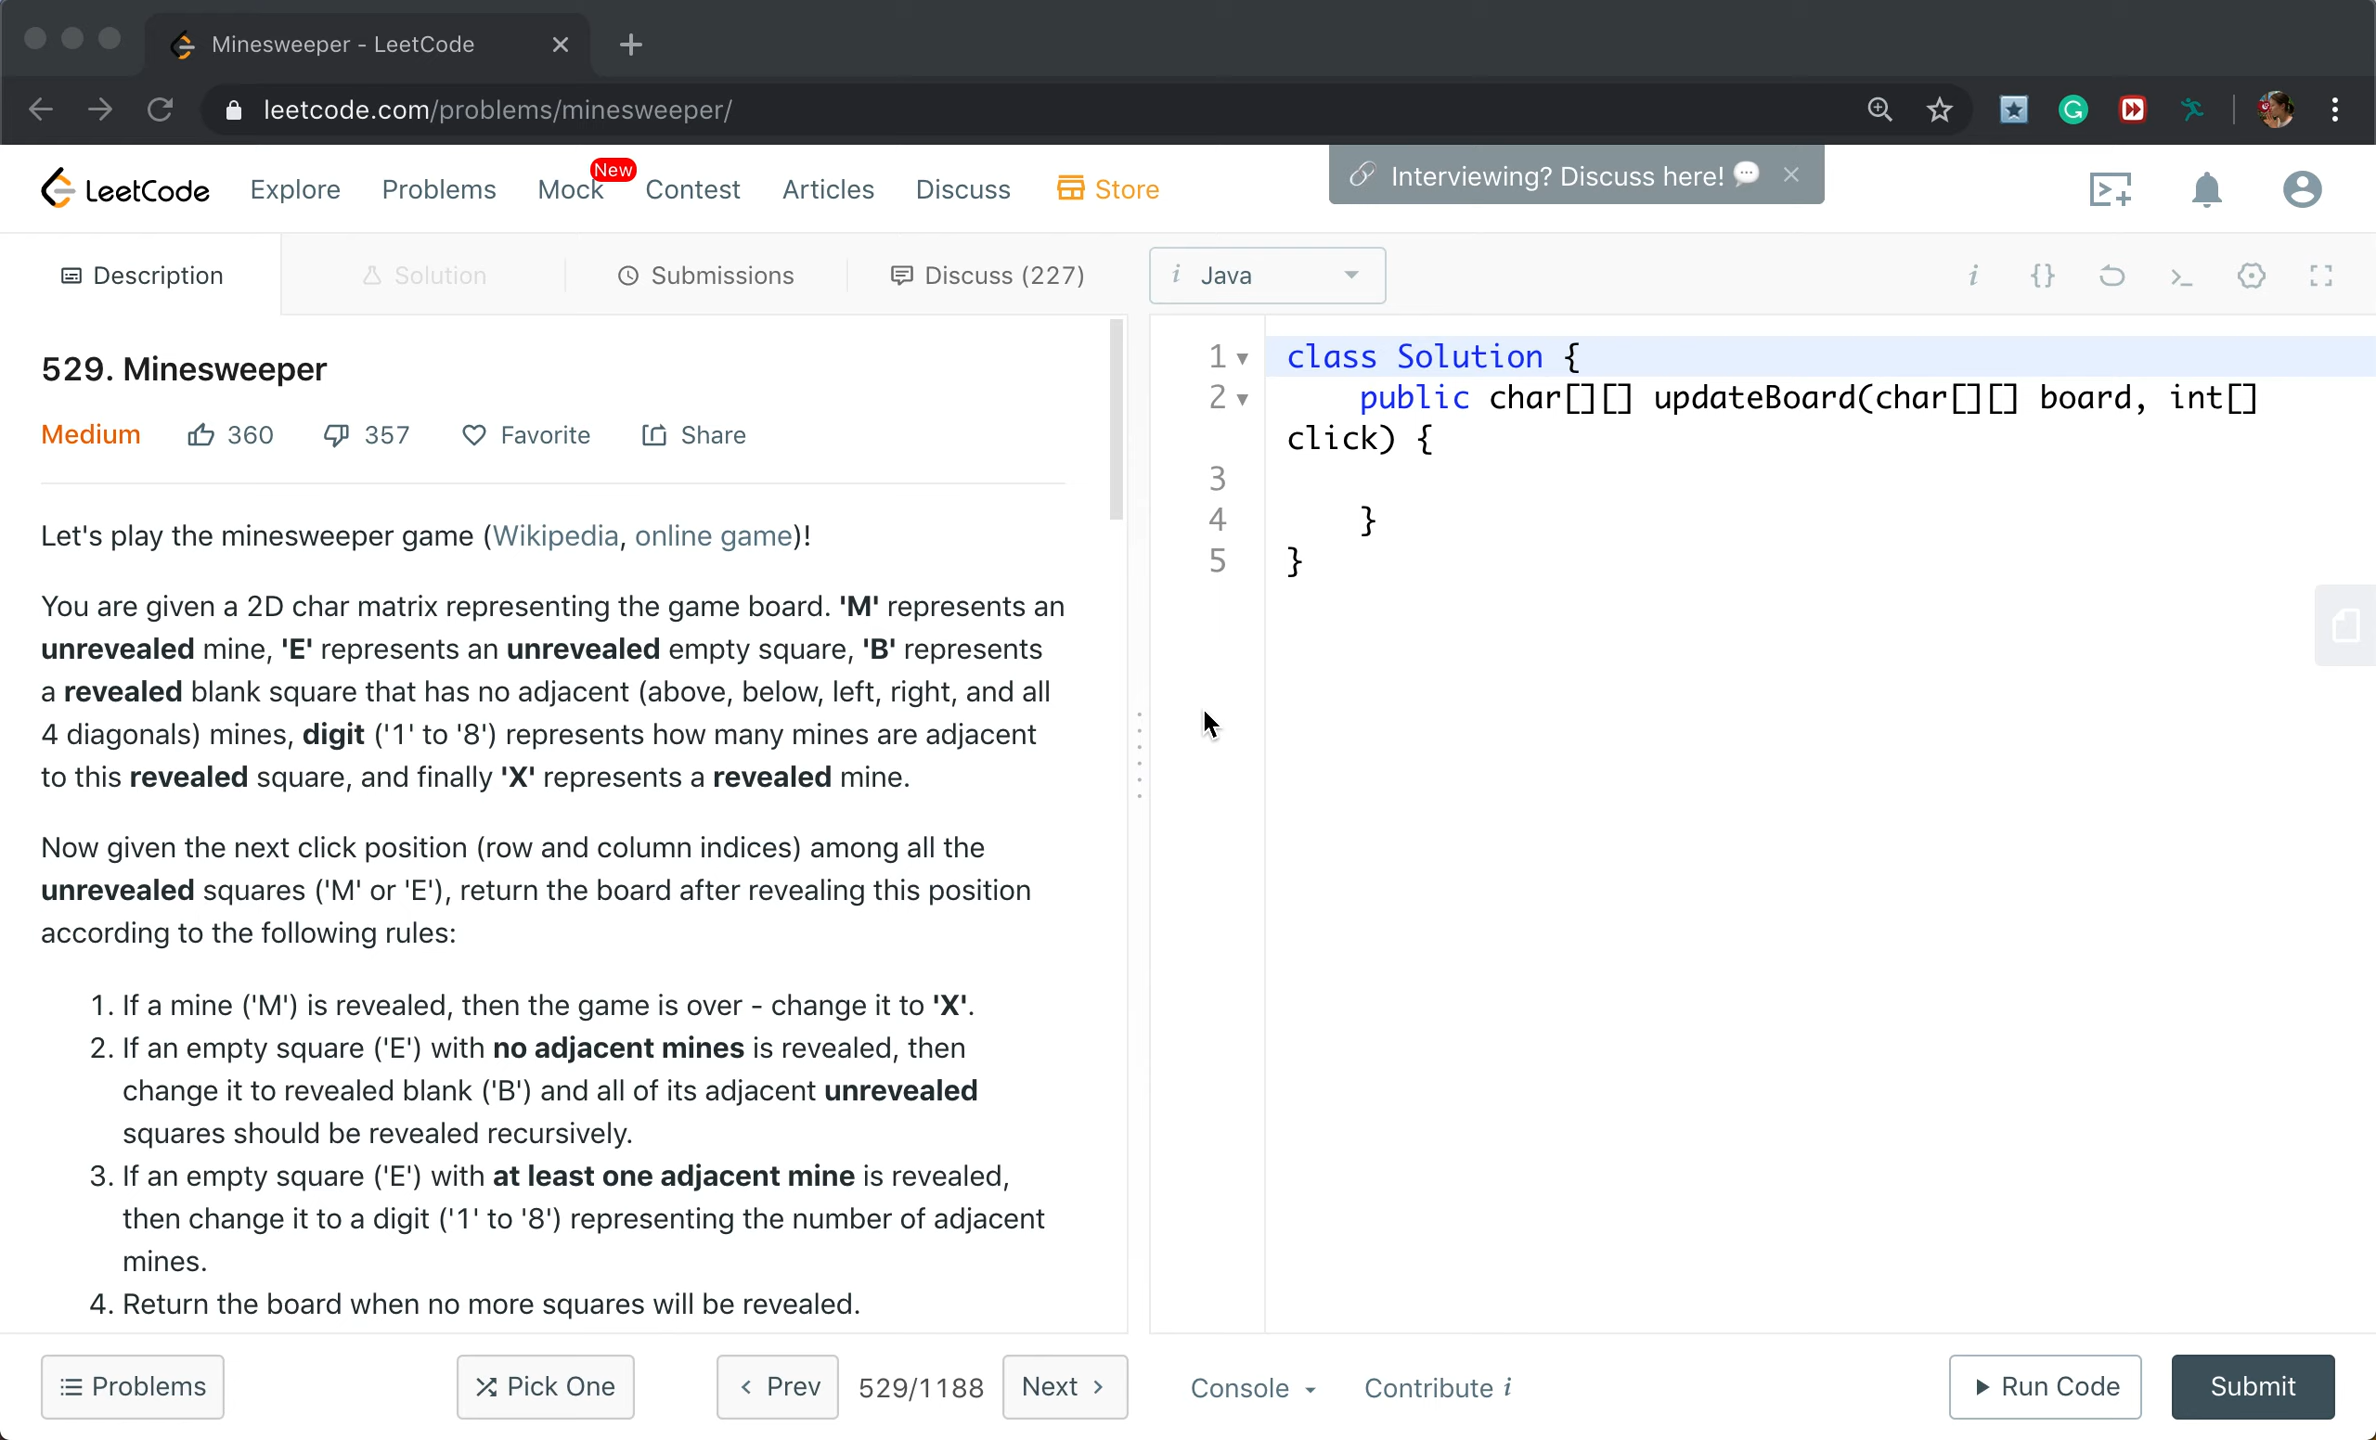 Minesweeper - LeetCode
leetcode.com/problems/minesweeper/
LeetCode Explore Problems Mock New Contest Articles Discuss Store
Interviewing? Discuss here!
Description Solution Submissions Discuss (227)
i Java
529. Minesweeper
Medium 360 357 Favorite Share
Let's play the minesweeper game (Wikipedia, online game)!
You are given a 2D char matrix representing the game board. 'M' represents an
unrevealed mine, 'E' represents an unrevealed empty square, 'B' represents
a revealed blank square that has no adjacent (above, below, left, right, and all
4 diagonals) mines, digit ('1' to '8') represents how many mines are adjacent
to this revealed square, and finally 'X' represents a revealed mine.
Now given the next click position (row and column indices) among all the
unrevealed squares ('M' or 'E'), return the board after revealing this position
according to the following rules:
1. If a mine ('M') is revealed, then the game is over - change it to 'X'.
2. If an empty square ('E') with no adjacent mines is revealed, then
change it to revealed blank ('B') and all of its adjacent unrevealed
squares should be revealed recursively.
3. If an empty square ('E') with at least one adjacent mine is revealed,
then change it to a digit ('1' to '8') representing the number of adjacent
mines.
4. Return the board when no more squares will be revealed.
1 class Solution {
2 public char[][] updateBoard(char[][] board, int[]
click) {
3
4 }
5 }
Problems Pick One Prev 529/1188 Next
Console Contribute i Run Code Submit